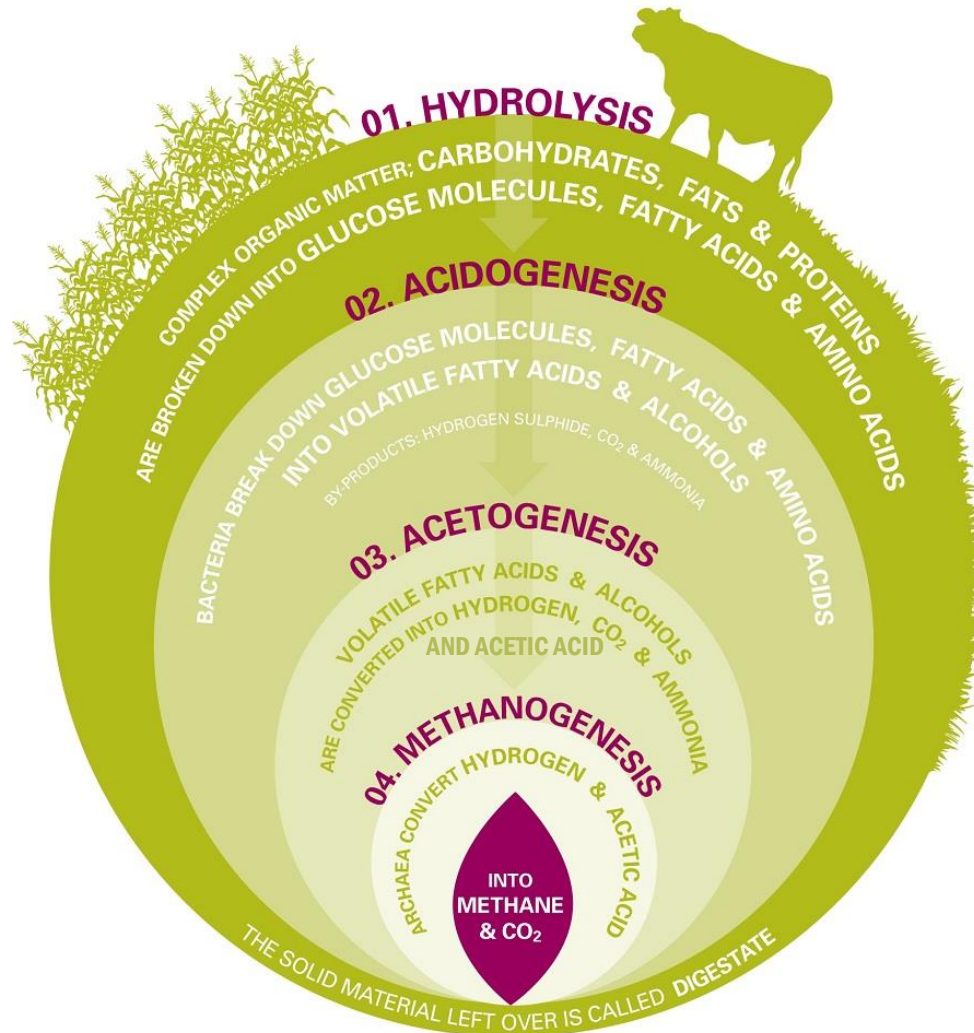 01. HYDROLYSIS
COMPLEX ORGANIC MATTER; CARBOHYDRATES, FATS & PROTEINS
ARE BROKEN DOWN INTO GLUCOSE MOLECULES, FATTY ACIDS & AMINO ACIDS
02. ACIDOGENESIS
BACTERIA BREAK DOWN GLUCOSE MOLECULES, FATTY ACIDS & AMINO ACIDS
INTO VOLATILE FATTY ACIDS & ALCOHOLS
BY-PRODUCTS: HYDROGEN SULPHIDE, CO₂ & AMMONIA
03. ACETOGENESIS
VOLATILE FATTY ACIDS & ALCOHOLS
ARE CONVERTED INTO HYDROGEN, CO₂ & AMMONIA
AND ACETIC ACID
04. METHANOGENESIS
ARCHAEA CONVERT HYDROGEN & ACETIC ACID
INTO
METHANE
& CO₂
THE SOLID MATERIAL LEFT OVER IS CALLED DIGESTATE